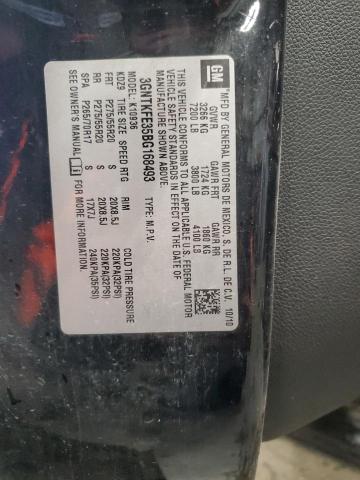 GM
MFD BY GENERAL MOTORS DE MEXICO, S. DE R.L. DE C.V. 10/10
GVWR GAWR FRT GAWR RR
3266 KG 1724 KG 1860 KG
7200 LB 3800 LB 4100 LB
THIS VEHICLE CONFORMS TO ALL APPLICABLE U.S. FEDERAL MOTOR
VEHICLE SAFETY STANDARDS IN EFFECT ON THE DATE OF
MANUFACTURE SHOWN ABOVE.
3GNTKFE35BG168493 TYPE: M.P.V.
MODEL: K10936
KDZ9 TIRE SIZE SPEED RTG RIM COLD TIRE PRESSURE
FRT P275/55R20 S 20X8.5J 220KPA(32PSI)
RR P275/55R20 S 20X8.5J 220KPA(32PSI)
SPA P265/70R17 S 17X7J 240KPA(35PSI)
SEE OWNER'S MANUAL